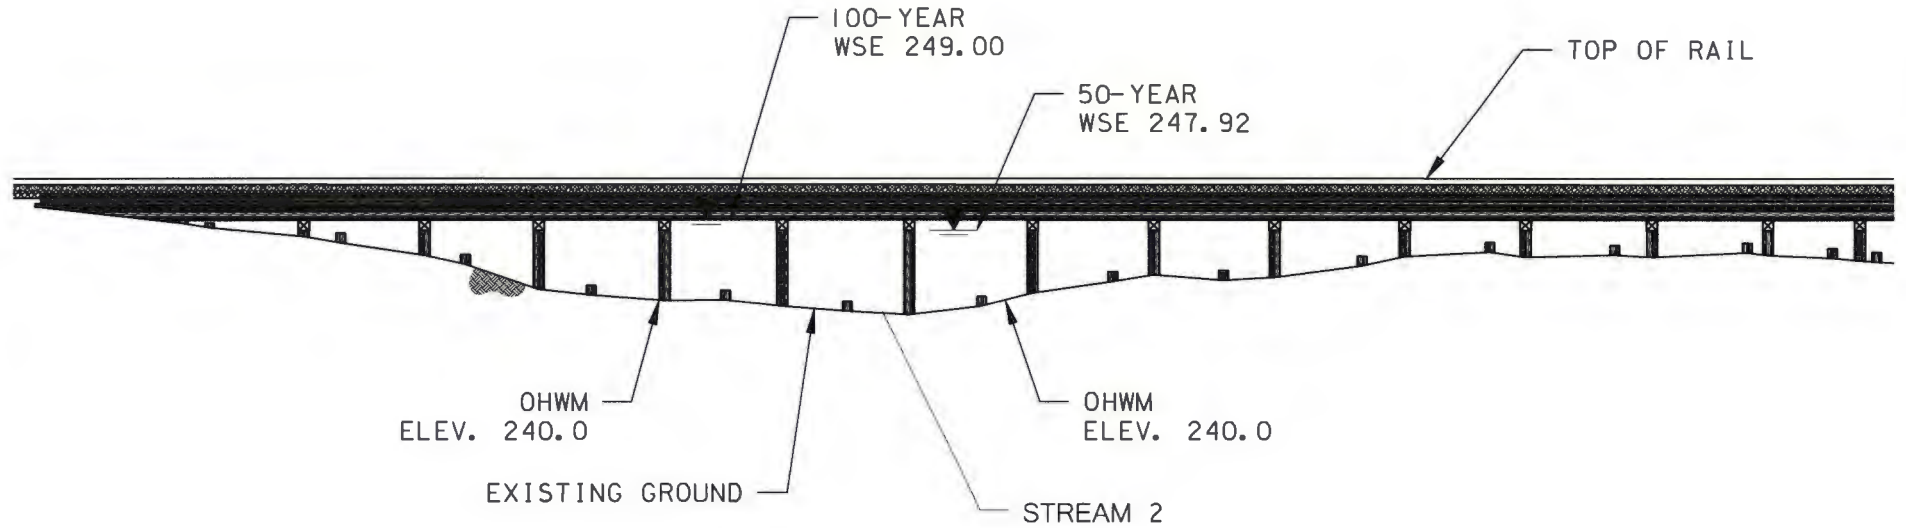 100-YEAR
WSE 249.00
TOP OF RAIL
50-YEAR
WSE 247.92
OHWM
ELEV. 240.0
OHWM
ELEV. 240.0
EXISTING GROUND
STREAM 2